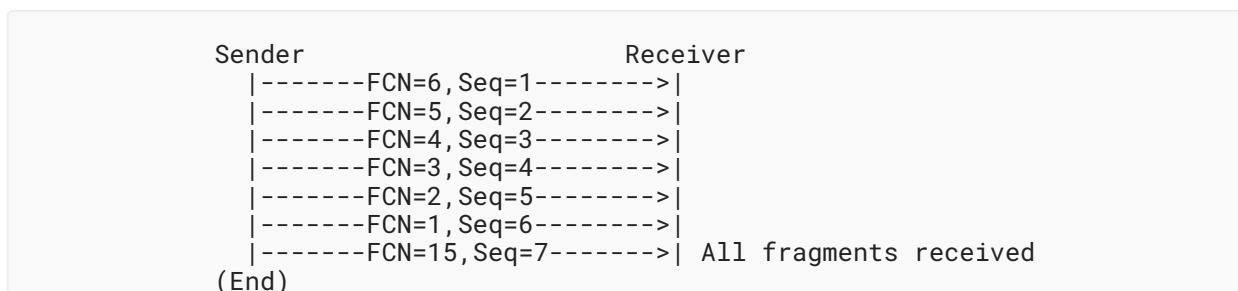 Sender                    Receiver
  |-------FCN=6,Seq=1-------->|
  |-------FCN=5,Seq=2-------->|
  |-------FCN=4,Seq=3-------->|
  |-------FCN=3,Seq=4-------->|
  |-------FCN=2,Seq=5-------->|
  |-------FCN=1,Seq=6-------->|
  |-------FCN=15,Seq=7------->| All fragments received
(End)